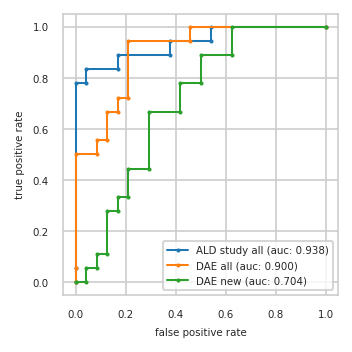 1.0
0.8
0.6
0.4
0.2
0.0
true positive rate
ALD study all (auc: 0.938)
DAE all (auc: 0.900)
DAE new (auc: 0.704)
0.0 0.2 0.4 0.6 0.8 1.0
false positive rate